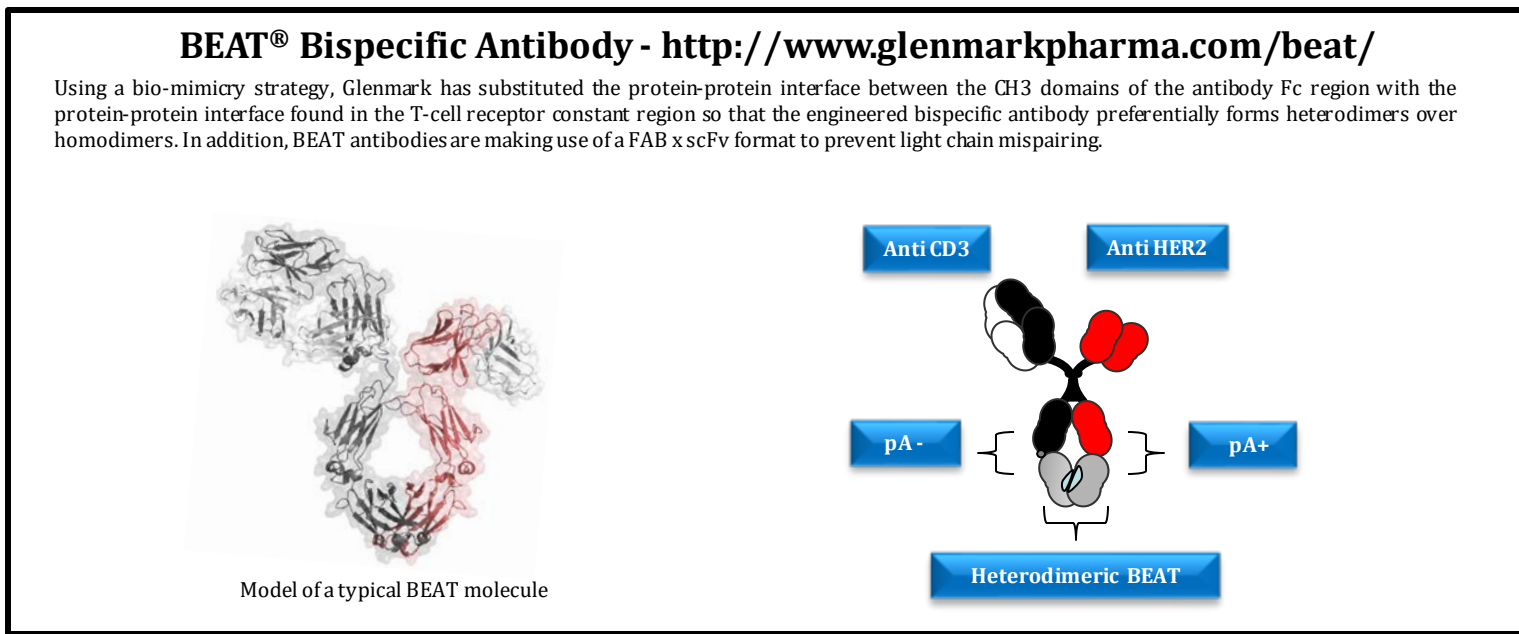 BEAT® Bispecific Antibody - http://www.glenmarkpharma.com/beat/
Using a bio-mimicry strategy, Glenmark has substituted the protein-protein interface between the CH3 domains of the antibody Fc region with the
protein-protein interface found in the T-cell receptor constant region so that the engineered bispecific antibody preferentially forms heterodimers over
homodimers. In addition, BEAT antibodies are making use of a FAB x scFv format to prevent light chain mispairing.
Anti CD3
Anti HER2
pA -
pA+
Heterodimeric BEAT
Model of a typical BEAT molecule